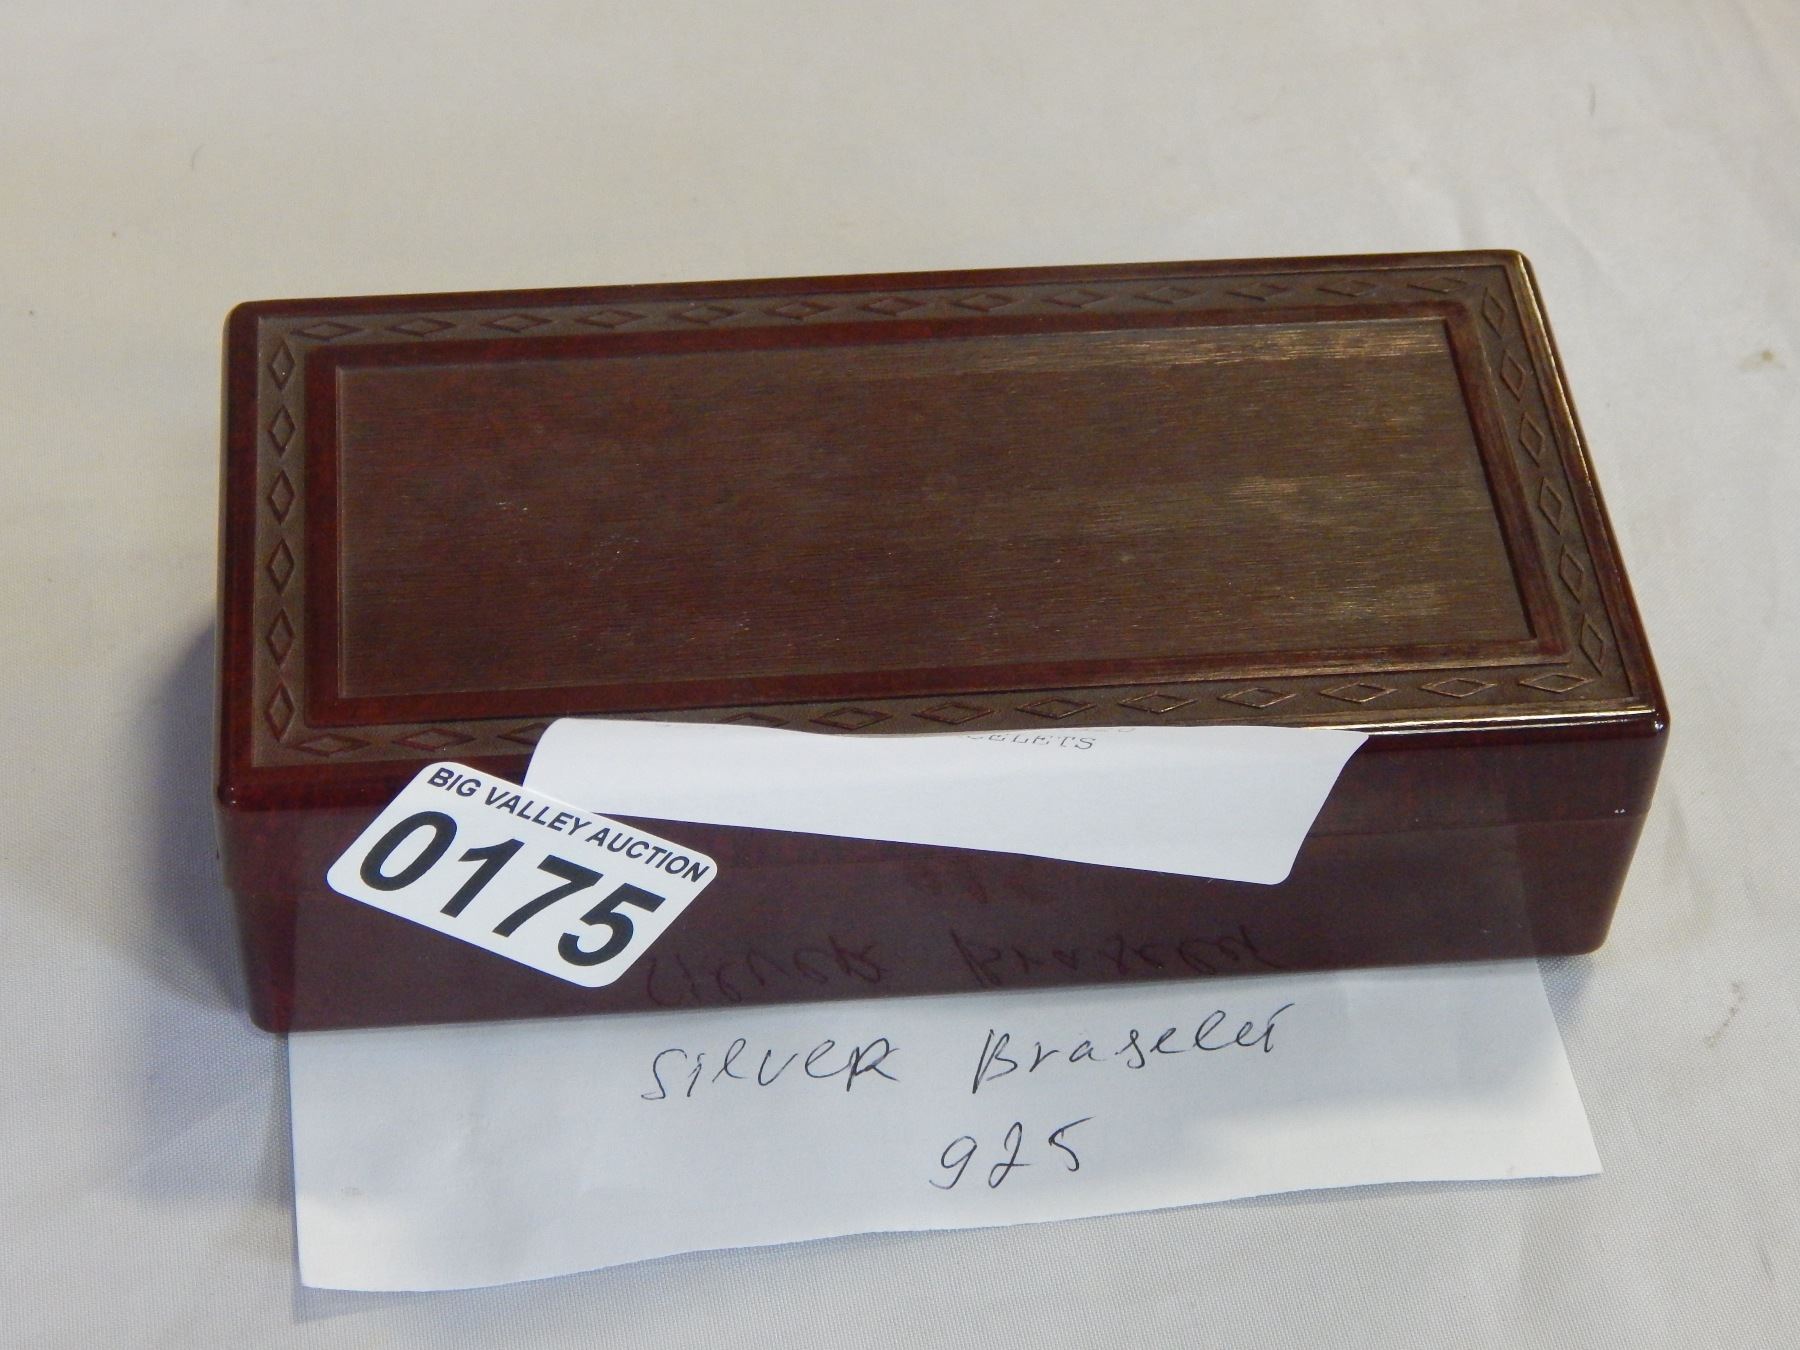 BIG VALLEY AUCTION
0175
Silver Braselet
925